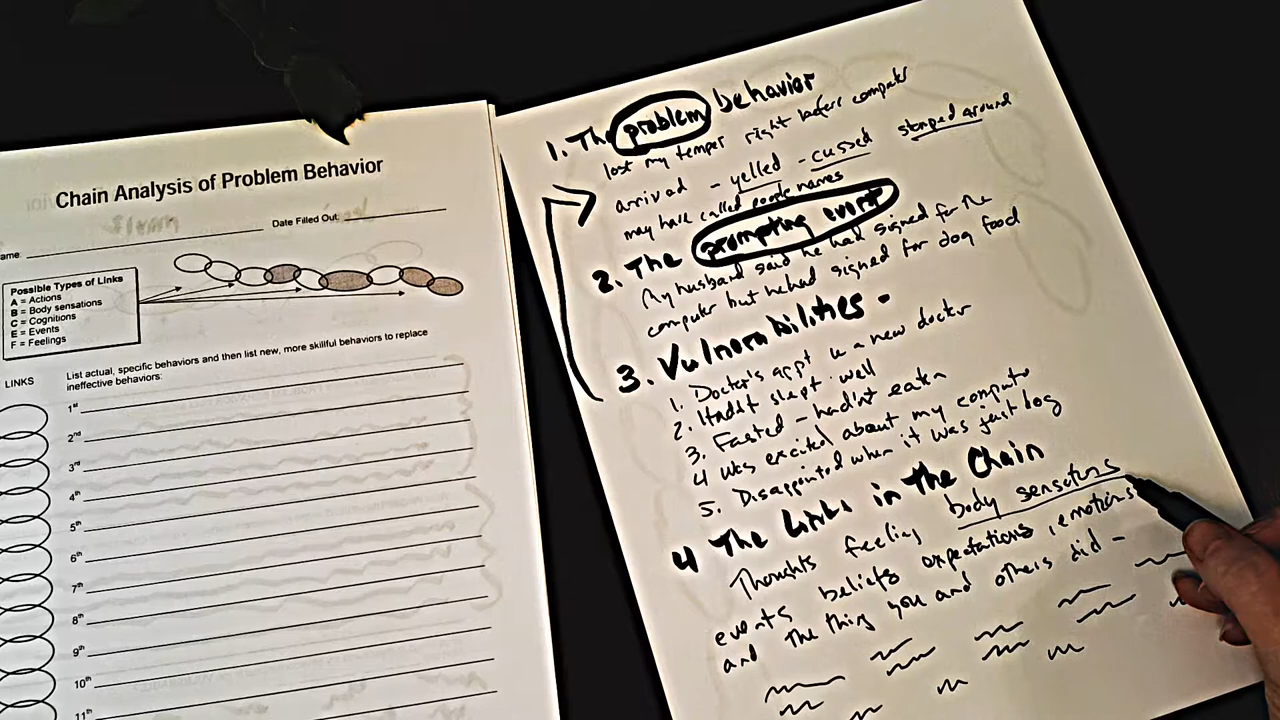 Chain Analysis of Problem Behavior
ame:
Date Filled Out:
Possible Types of Links
A = Actions
B = Body sensations
C = Cognitions
E = Events
F = Feelings
LINKS
List actual, specific behaviors and then list new, more skillful behaviors to replace
ineffective behaviors:
1st
2nd
3rd
4th
5th
6th
7th
8th
9th
10th
11th
1. The problem behavior
lost my temper right before computer
arrived - yelled - cussed stomped around
may have called people names
2. The prompting event
My husband said he had signed for the
computer but he had signed for dog food
3. Vulnerabilities -
1. Doctor's appt w a new doctor
2. Hadn't slept well
3. Fasted - hadn't eaten
4 Was excited about my computer
5. Disappointed when it was just dog
4 The Links in The Chain
Thoughts feeling body sensations
events beliefs expectations, emotions
and The thing you and others did -